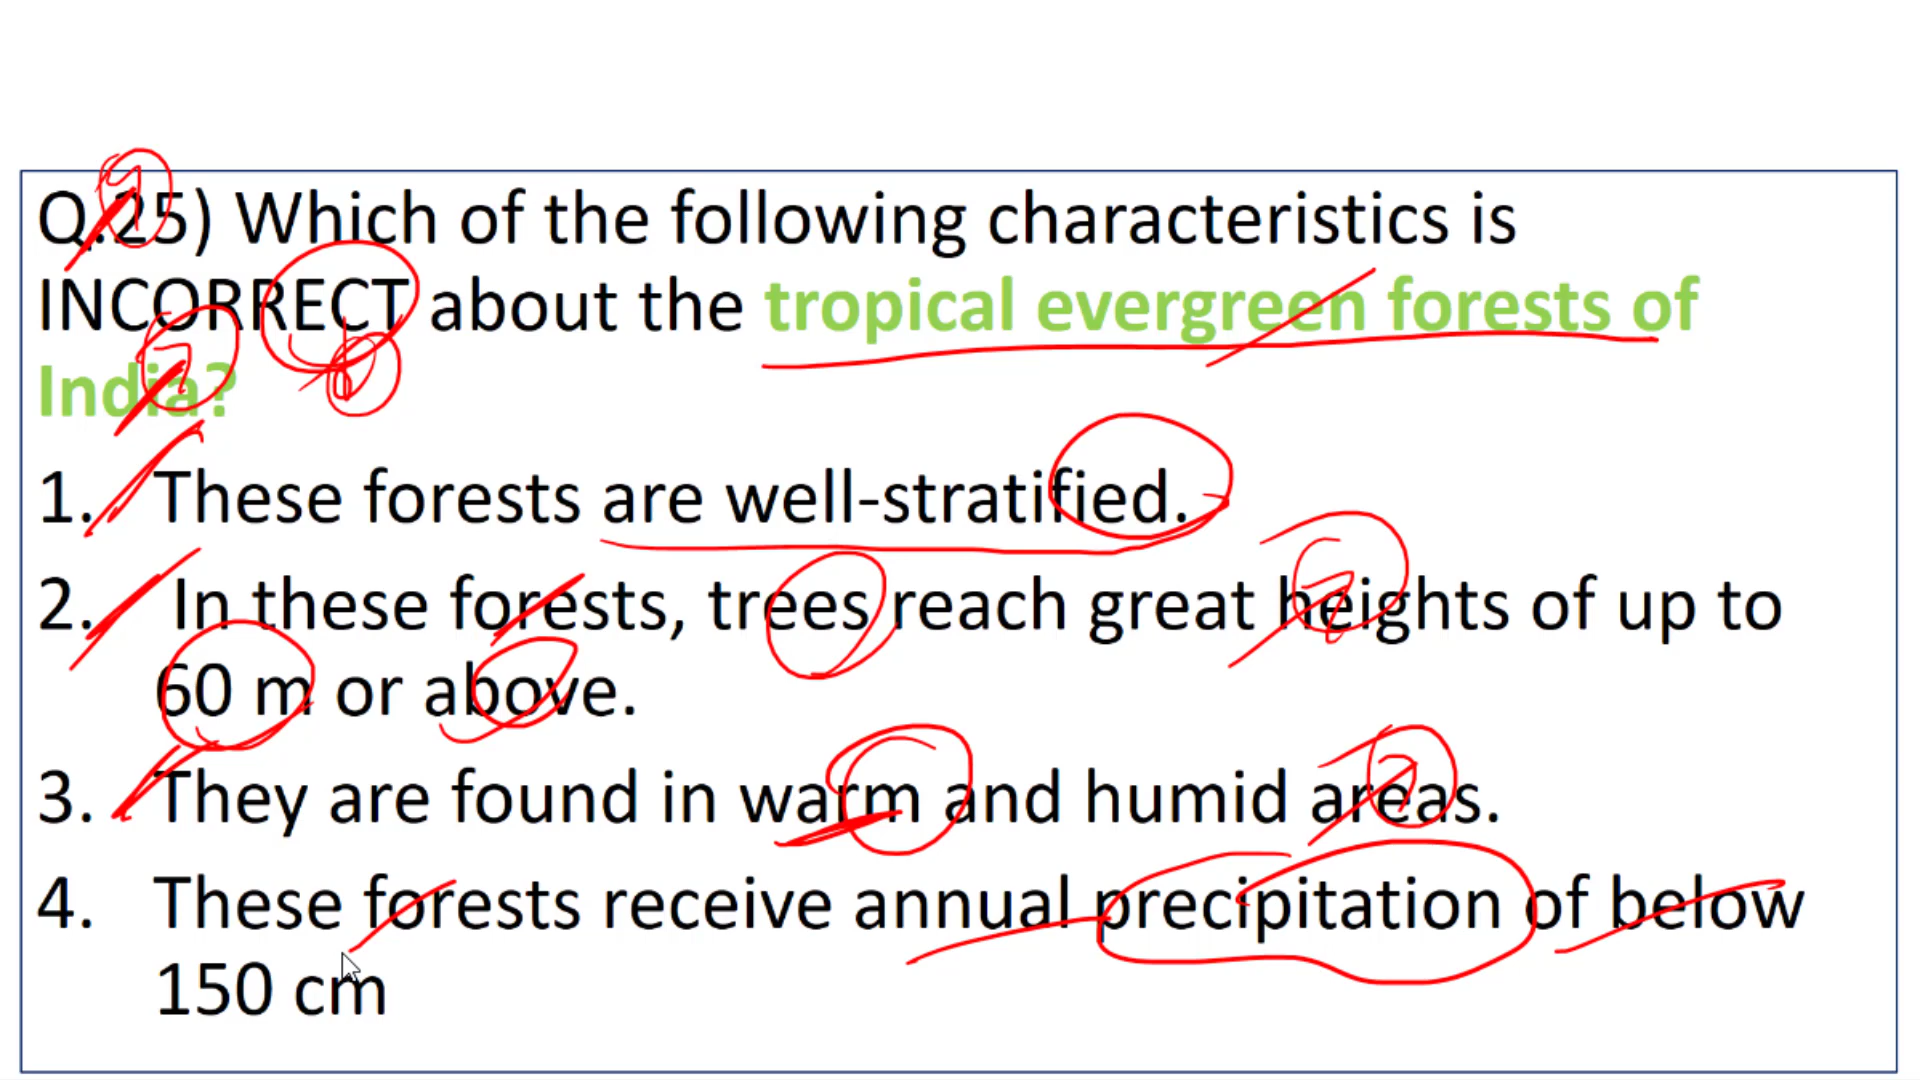 Q.25) Which of the following characteristics is
INCORRECT about the tropical evergreen forests of
India?
1. These forests are well-stratified.
2. In these forests, trees reach great heights of up to
60 m or above.
3. They are found in warm and humid areas.
4. These forests receive annual precipitation of below
150 cm